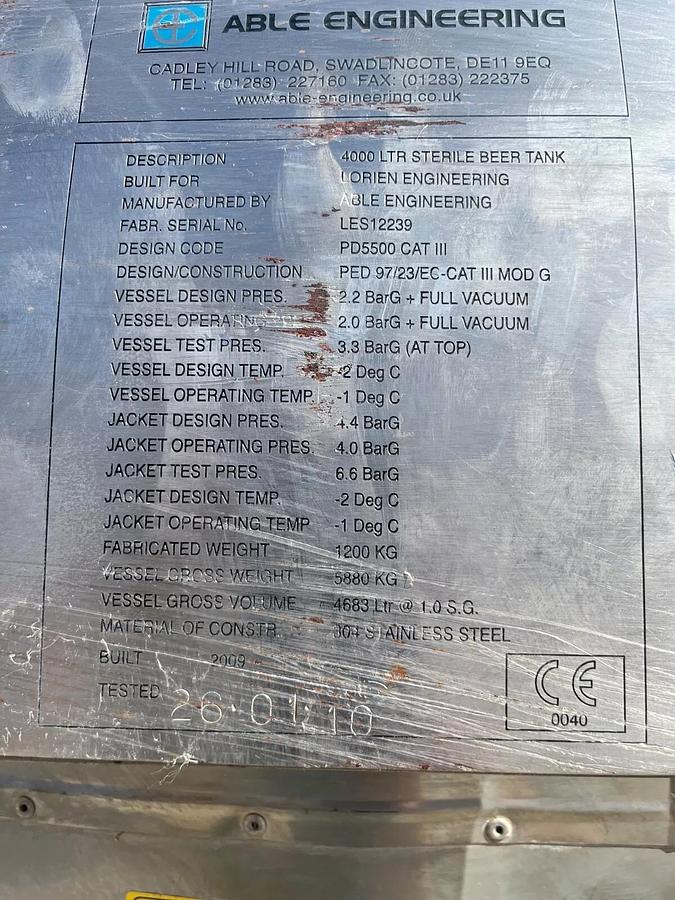 ABLE ENGINEERING
CADLEY HILL ROAD, SWADLINCOTE, DE11 9EQ
TEL: (01283) 227160 FAX: (01283) 222375
www.able-engineering.co.uk
DESCRIPTION 4000 LTR STERILE BEER TANK
BUILT FOR LORIEN ENGINEERING
MANUFACTURED BY ABLE ENGINEERING
FABR. SERIAL No. LES12239
DESIGN CODE PD5500 CAT III
DESIGN/CONSTRUCTION PED 97/23/EC-CAT III MOD G
VESSEL DESIGN PRES. 2.2 BarG + FULL VACUUM
VESSEL OPERATING 2.0 BarG + FULL VACUUM
VESSEL TEST PRES. 3.3 BarG (AT TOP)
VESSEL DESIGN TEMP. -2 Deg C
VESSEL OPERATING TEMP. -1 Deg C
JACKET DESIGN PRES. 4.4 BarG
JACKET OPERATING PRES. 4.0 BarG
JACKET TEST PRES. 6.6 BarG
JACKET DESIGN TEMP. -2 Deg C
JACKET OPERATING TEMP -1 Deg C
FABRICATED WEIGHT 1200 KG
VESSEL GROSS WEIGHT 5880 KG
VESSEL GROSS VOLUME 4683 Ltr @ 1.0 S.G.
MATERIAL OF CONSTR. 304 STAINLESS STEEL
BUILT 2009
TESTED 26·01·10
CE
0040